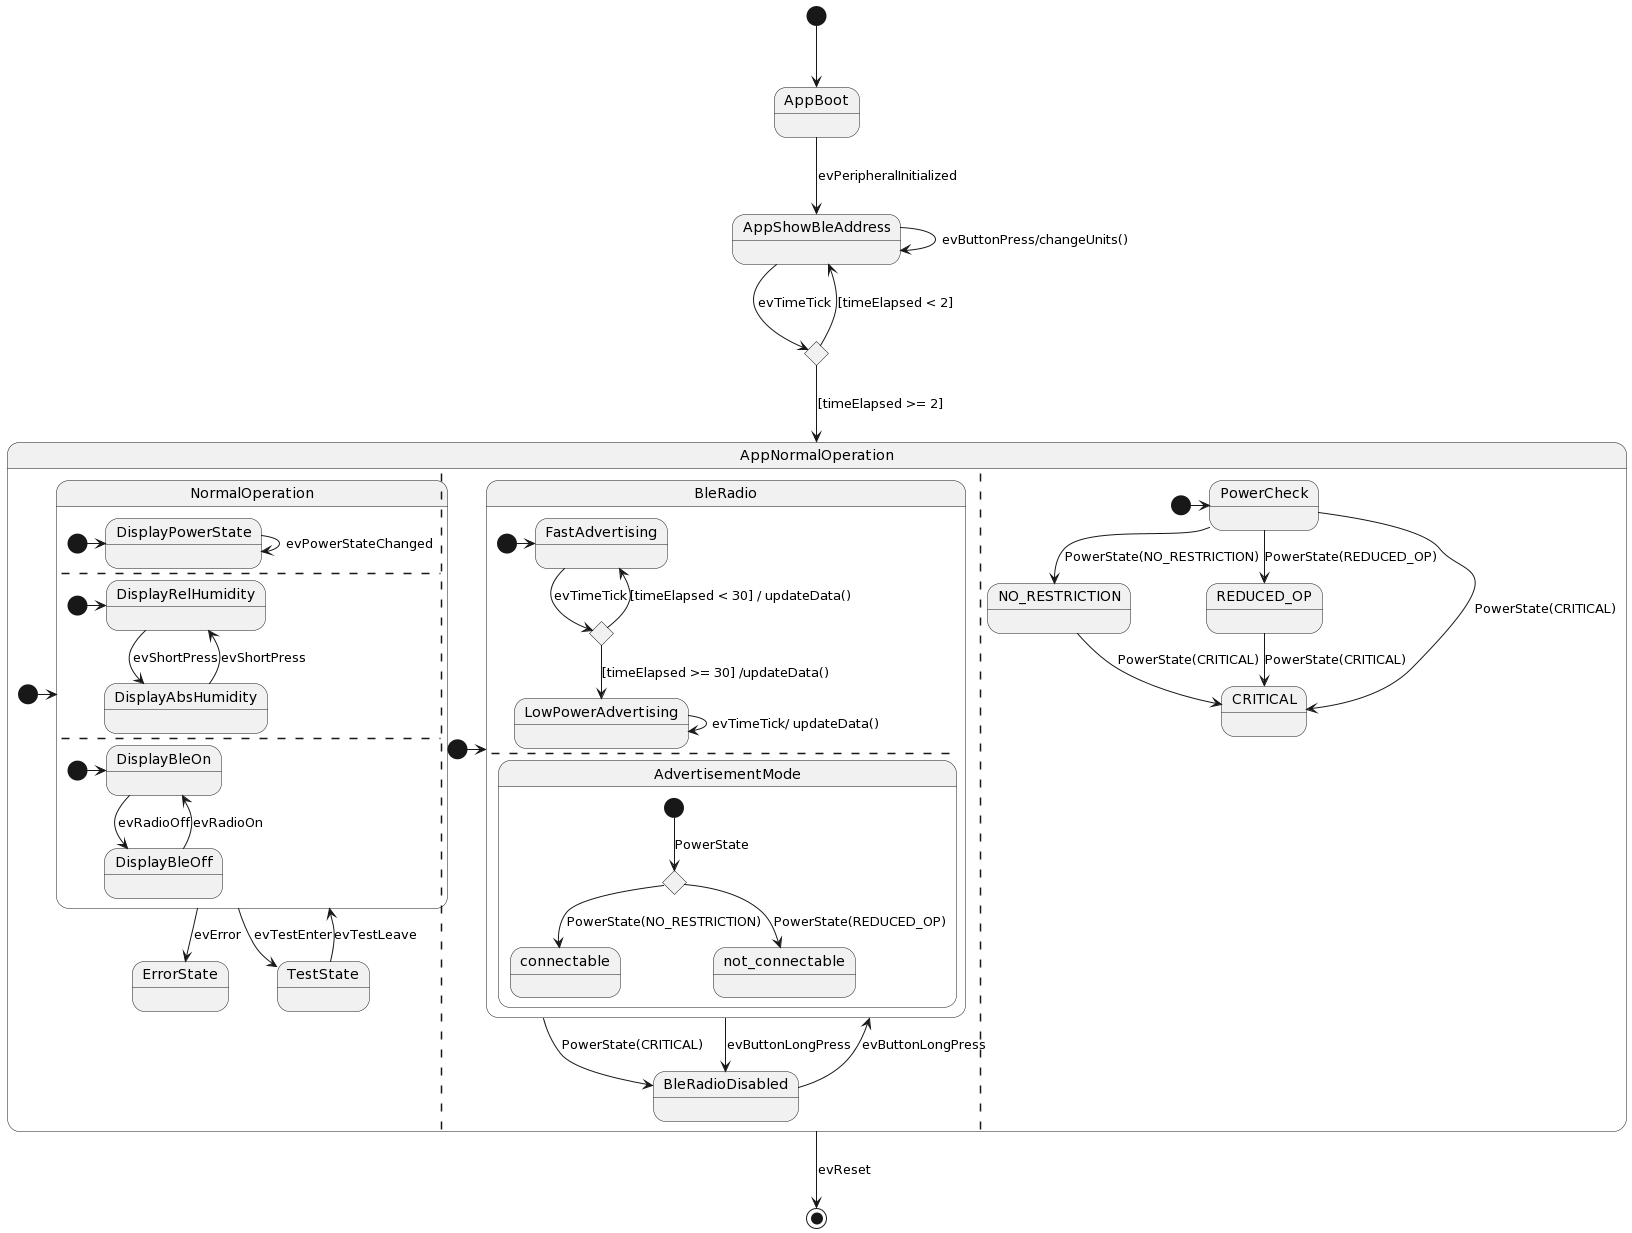 AppBoot
evPeripheralInitialized
AppShowBleAddress
evButtonPress/changeUnits()
evTimeTick
[timeElapsed < 2]
[timeElapsed >= 2]
AppNormalOperation
NormalOperation
DisplayPowerState
evPowerStateChanged
DisplayRelHumidity
evShortPress
evShortPress
DisplayAbsHumidity
DisplayBleOn
evRadioOff
evRadioOn
DisplayBleOff
evError
evTestEnter
evTestLeave
ErrorState
TestState
BleRadio
FastAdvertising
evTimeTick
[timeElapsed < 30] / updateData()
[timeElapsed >= 30] /updateData()
LowPowerAdvertising
evTimeTick/ updateData()
AdvertisementMode
PowerState
PowerState(NO_RESTRICTION)
PowerState(REDUCED_OP)
connectable
not_connectable
PowerState(CRITICAL)
evButtonLongPress
evButtonLongPress
BleRadioDisabled
PowerCheck
PowerState(NO_RESTRICTION)
PowerState(REDUCED_OP)
PowerState(CRITICAL)
NO_RESTRICTION
REDUCED_OP
PowerState(CRITICAL)
PowerState(CRITICAL)
CRITICAL
evReset